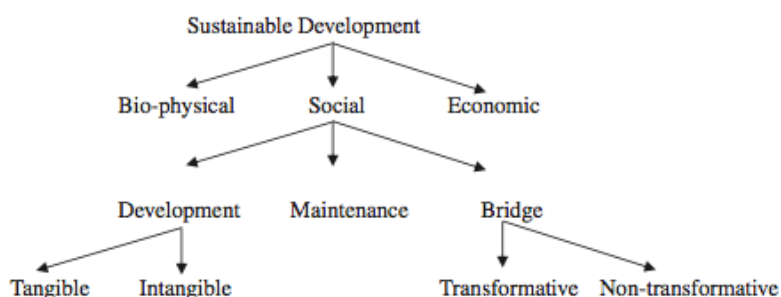 Sustainable Development
Bio-physical Social Economic
Development Maintenance Bridge
Tangible Intangible Transformative Non-transformative